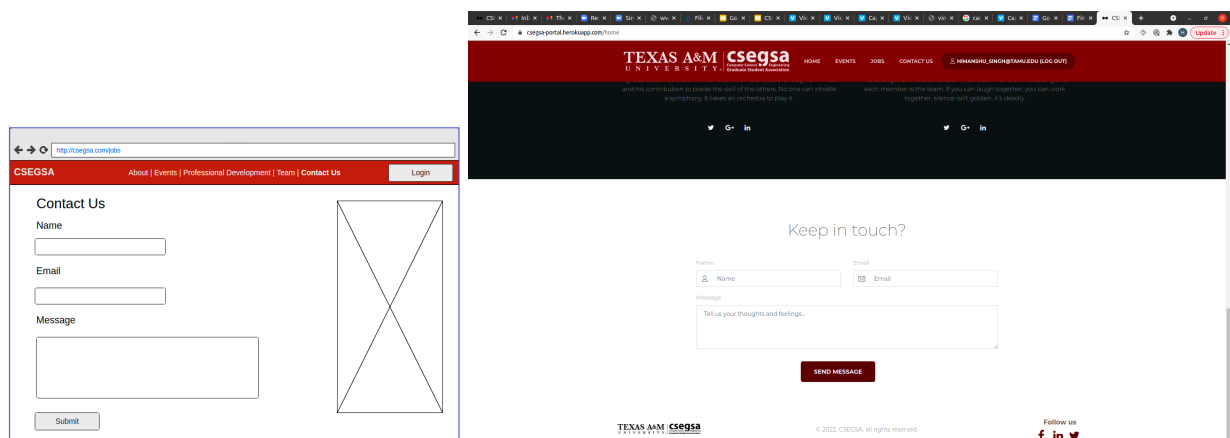 http://csegsa.com/jobs
CSEGSA
About | Events | Professional Development | Team | Contact Us
Login
Contact Us
Name
Email
Message
Submit
csegsa-portal.herokuapp.com/home
Update
TEXAS A&M
UNIVERSITY
csegsa
Computer Science & Engineering
Graduate Student Association
HOME
EVENTS
JOBS
CONTACT US
HIMANSHU_SINGH@TAMU.EDU (LOG OUT)
and his contribution to praise the skill of the others. No one can whistle
a symphony. It takes an orchestra to play it.
each member is the team. If you can laugh together, you can work
together, silence isn't golden, it's deadly.
G+ in
G+ in
Keep in touch?
Name
Email
Name
Email
Message
Tell us your thoughts and feelings...
SEND MESSAGE
TEXAS A&M
UNIVERSITY
csegsa
© 2022, CSEGSA, all rights reserved.
Follow us